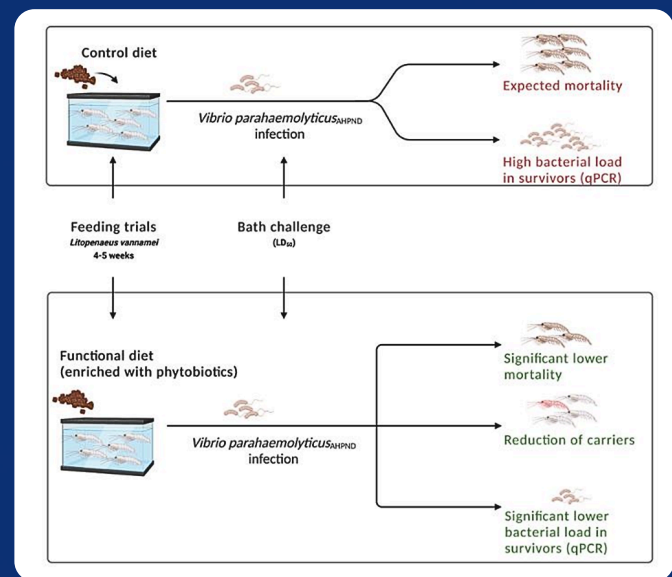 Control diet
Vibrio parahaemolyticusAHPND
infection
Expected mortality
High bacterial load
in survivors (qPCR)
Feeding trials
Litopenaeus vannamei
4-5 weeks
Bath challenge
(LD50)
Functional diet
(enriched with phytobiotics)
Vibrio parahaemolyticusAHPND
infection
Significant lower
mortality
Reduction of carriers
Significant lower
bacterial load in
survivors (qPCR)